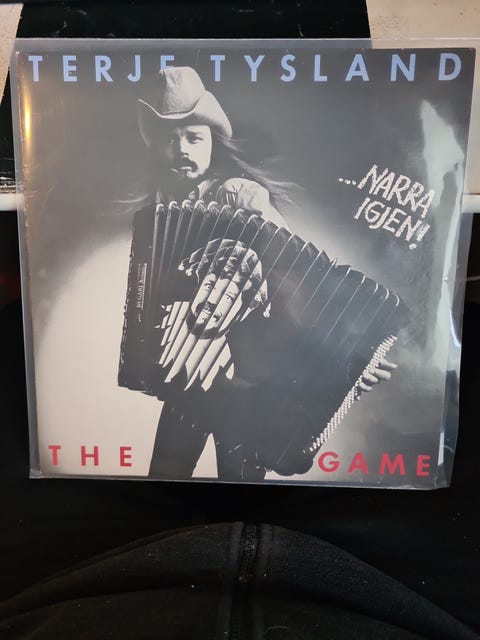 TERJE TYSLAND
...NARRA
IGJEN!
THE GAME